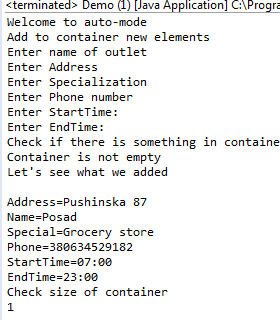 <terminated> Demo (1) [Java Application] C:\Progra
Welcome to auto-mode
Add to container new elements
Enter name of outlet
Enter Address
Enter Specialization
Enter Phone number
Enter StartTime:
Enter EndTime:
Check if there is something in containe
Container is not empty
Let's see what we added
Address=Pushinska 87
Name=Posad
Special=Grocery store
Phone=380634529182
StartTime=07:00
EndTime=23:00
Check size of container
1